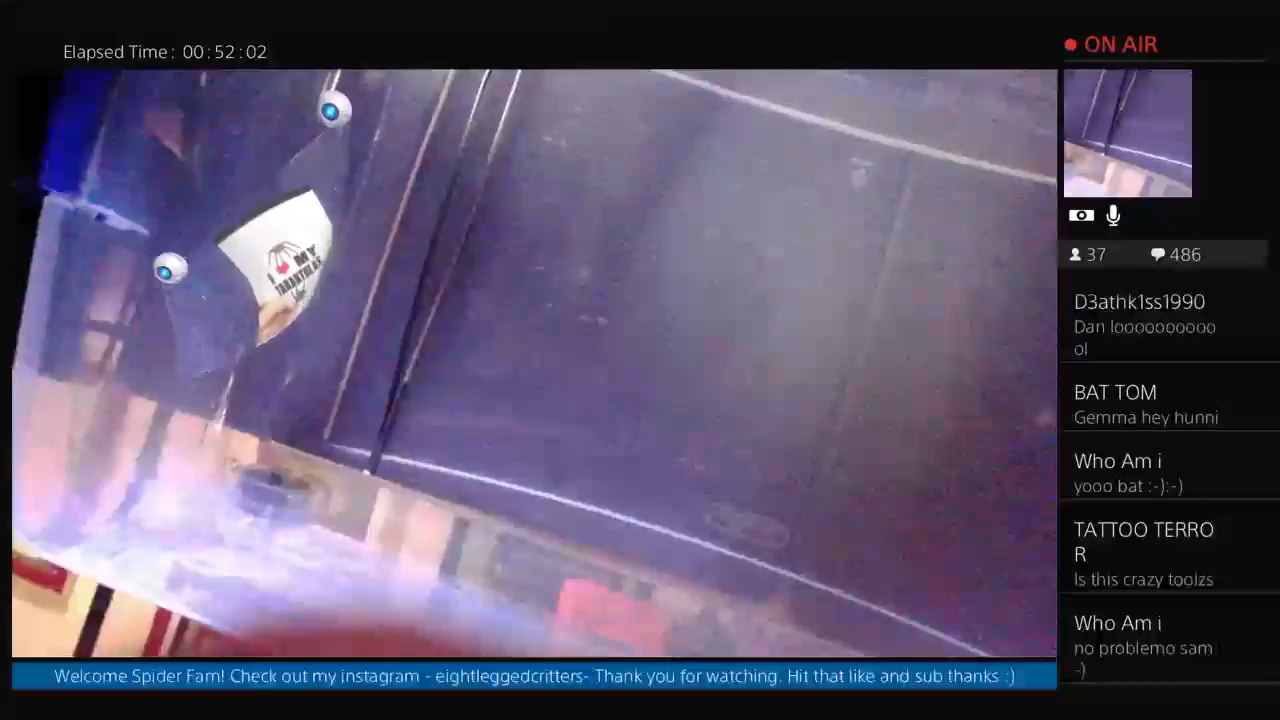 Elapsed Time: 00:52:02
ON AIR
I ❤ MY
TARANTULAS
37
486
D3athk1ss1990
Dan loooooooooo
ol
BAT TOM
Gemma hey hunni
Who Am i
yooo bat :-):-)
TATTOO TERRO
R
Is this crazy toolzs
Who Am i
no problemo sam :
-)
Welcome Spider Fam! Check out my instagram - eightleggedcritters- Thank you for watching. Hit that like and sub thanks :)